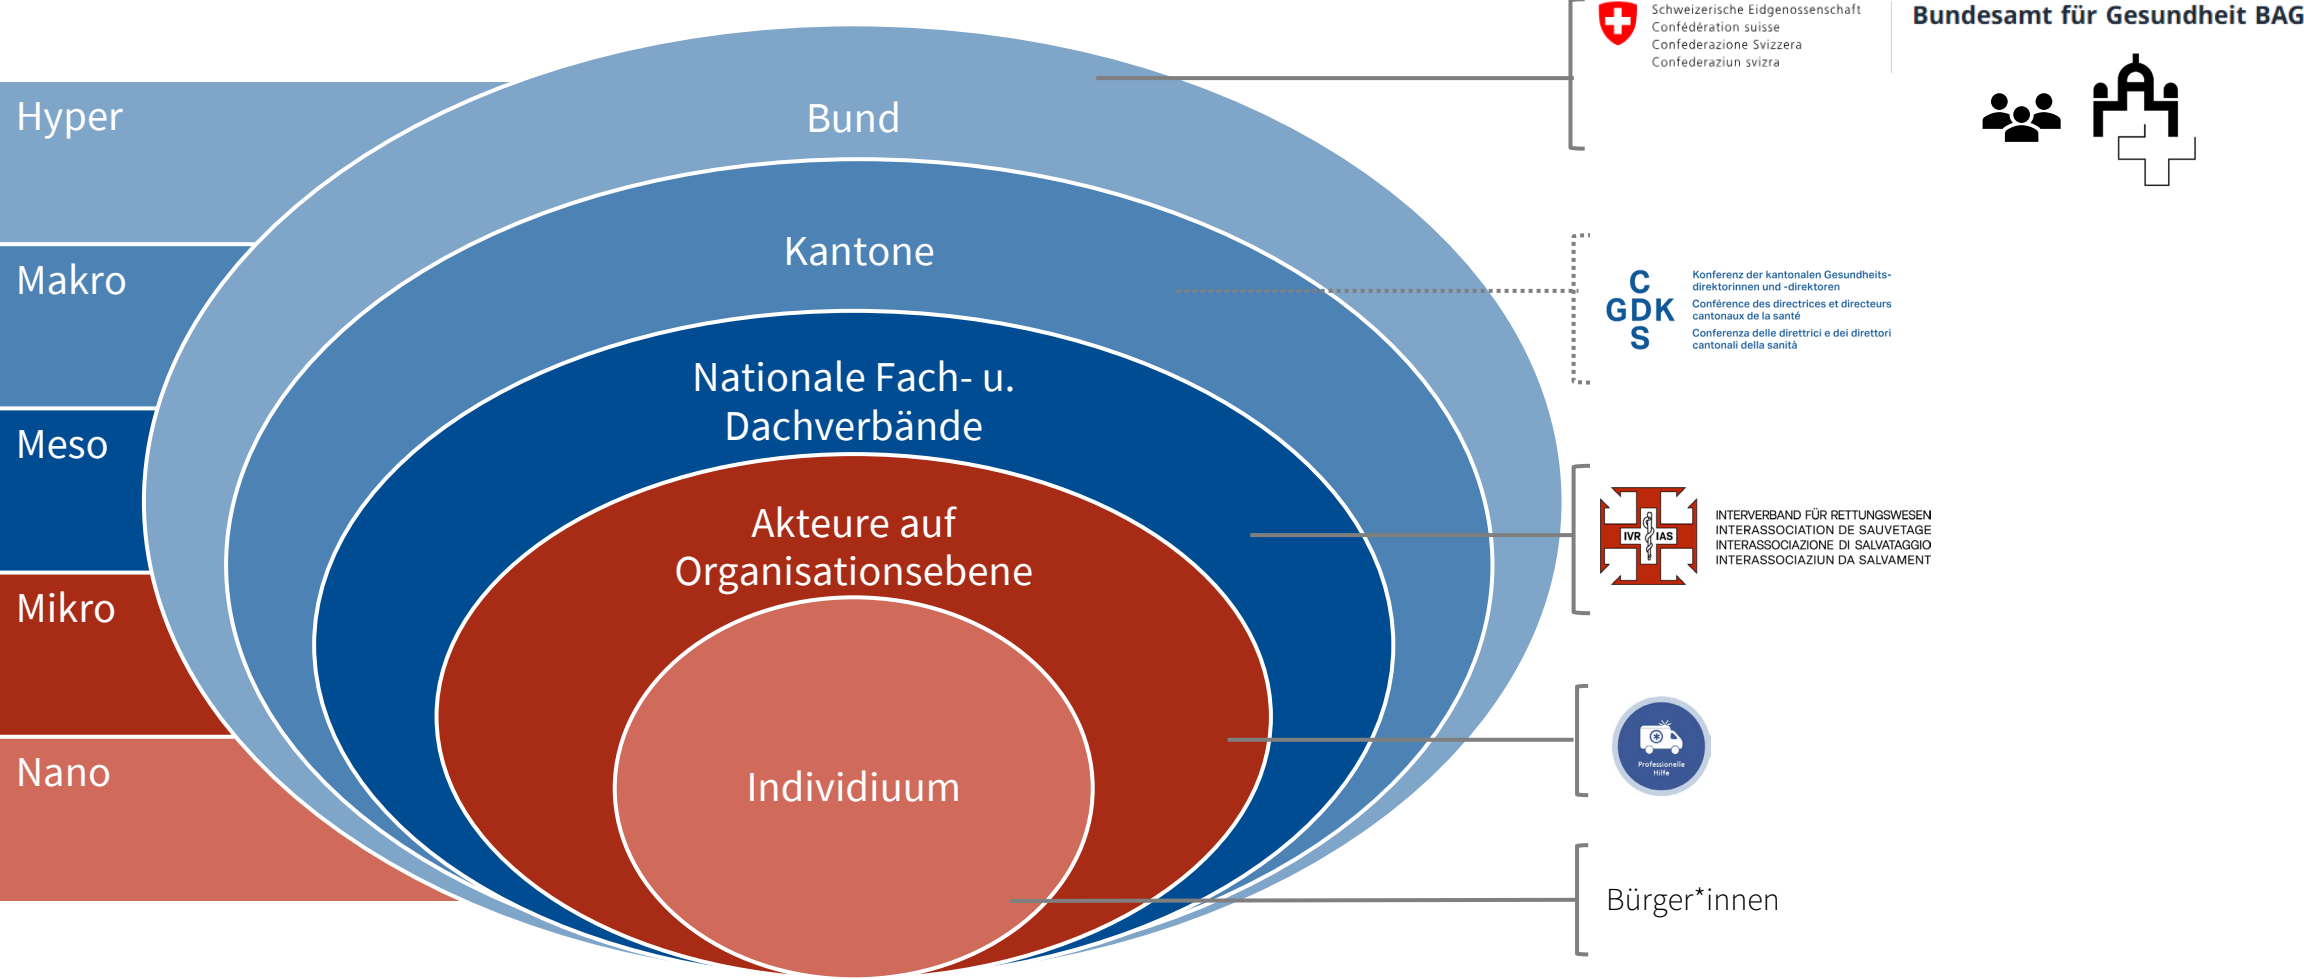 Hyper
Makro
Meso
Mikro
Nano
Bund
Kantone
Nationale Fach- u.
Dachverbände
Akteure auf
Organisationsebene
Individiuum
Schweizerische Eidgenossenschaft
Confédération suisse
Confederazione Svizzera
Confederaziun svizra
Bundesamt für Gesundheit BAG
C
GDK
S
Konferenz der kantonalen Gesundheits-
direktorinnen und -direktoren
Conférence des directrices et directeurs
cantonaux de la santé
Conferenza delle direttrici e dei direttori
cantonali della sanità
IVR IAS
INTERVERBAND FÜR RETTUNGSWESEN
INTERASSOCIATION DE SAUVETAGE
INTERASSOCIAZIONE DI SALVATAGGIO
INTERASSOCIAZIUN DA SALVAMENT
Professionelle
Hilfe
Bürger*innen